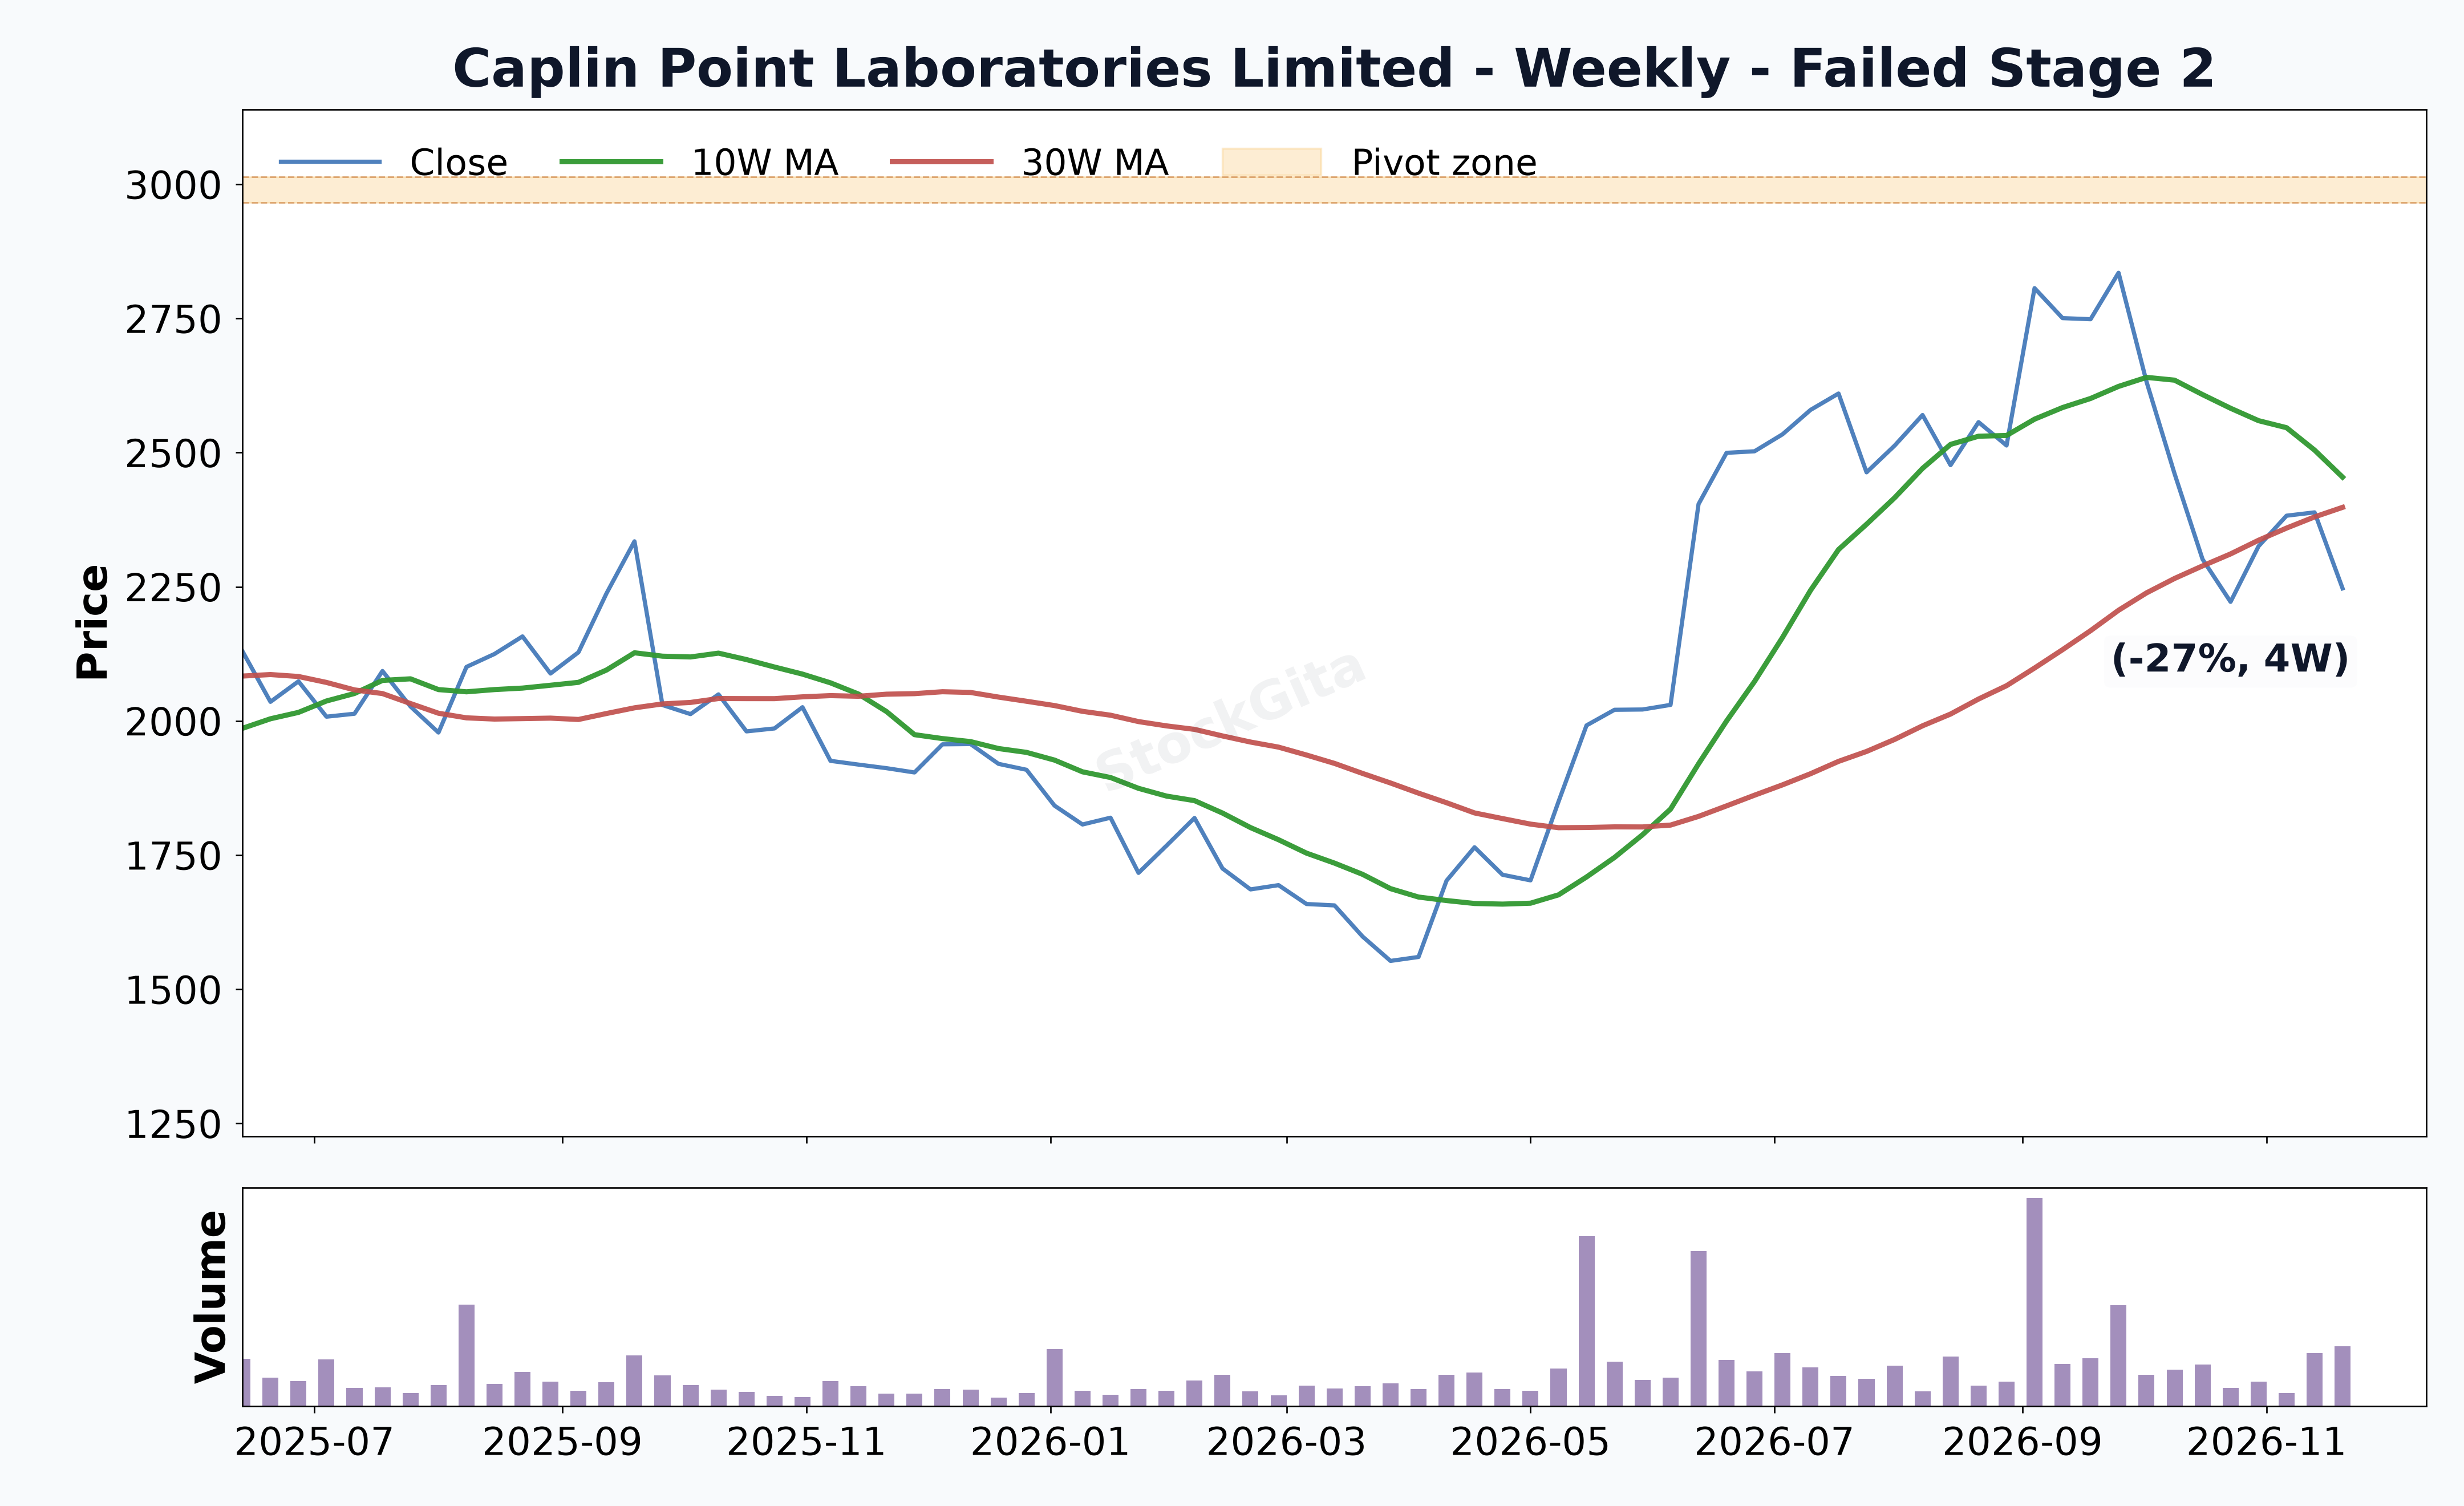 Caplin Point Laboratories Limited - Weekly - Failed Stage 2
Close 10W MA 30W MA Pivot zone
3000
2750
2500
2250
2000
1750
1500
1250
Price
StockGita
(-27%, 4W)
Volume
2025-07 2025-09 2025-11 2026-01 2026-03 2026-05 2026-07 2026-09 2026-11